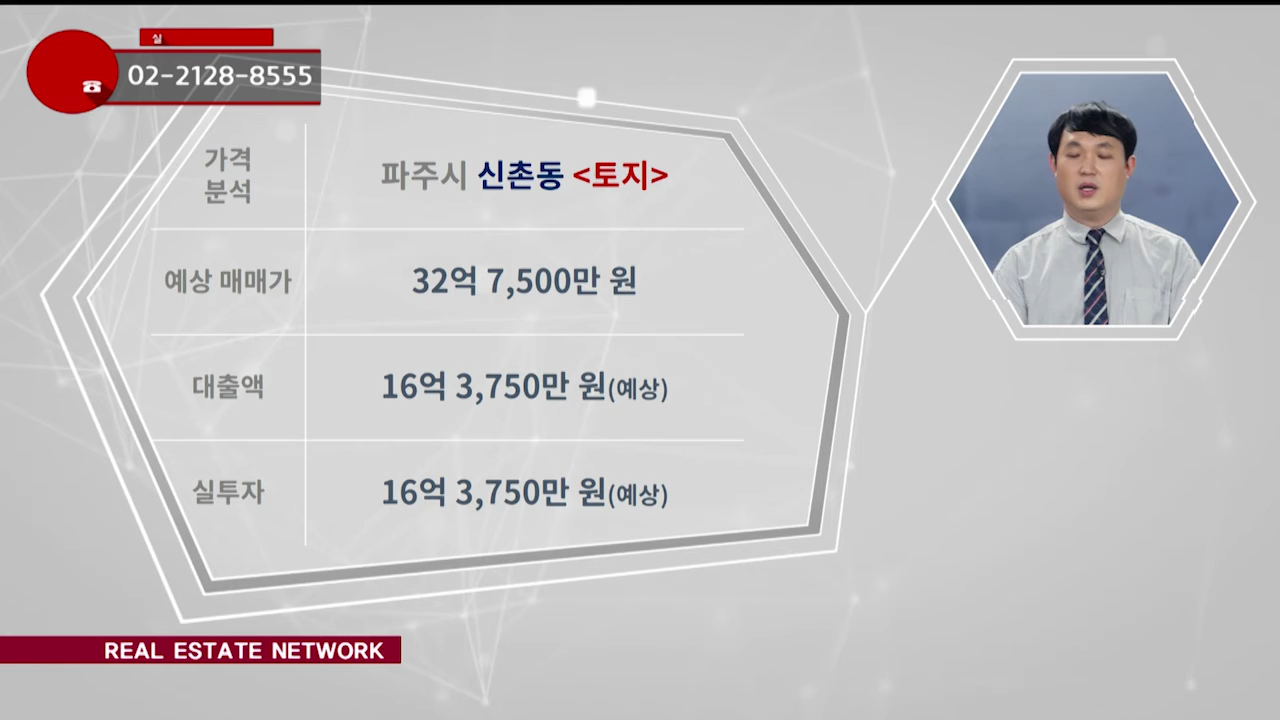 실
02-2128-8555
가격
분석
파주시 신촌동 <토지>
예상 매매가
32억 7,500만 원
대출액
16억 3,750만 원(예상)
실투자
16억 3,750만 원(예상)
REAL ESTATE NETWORK